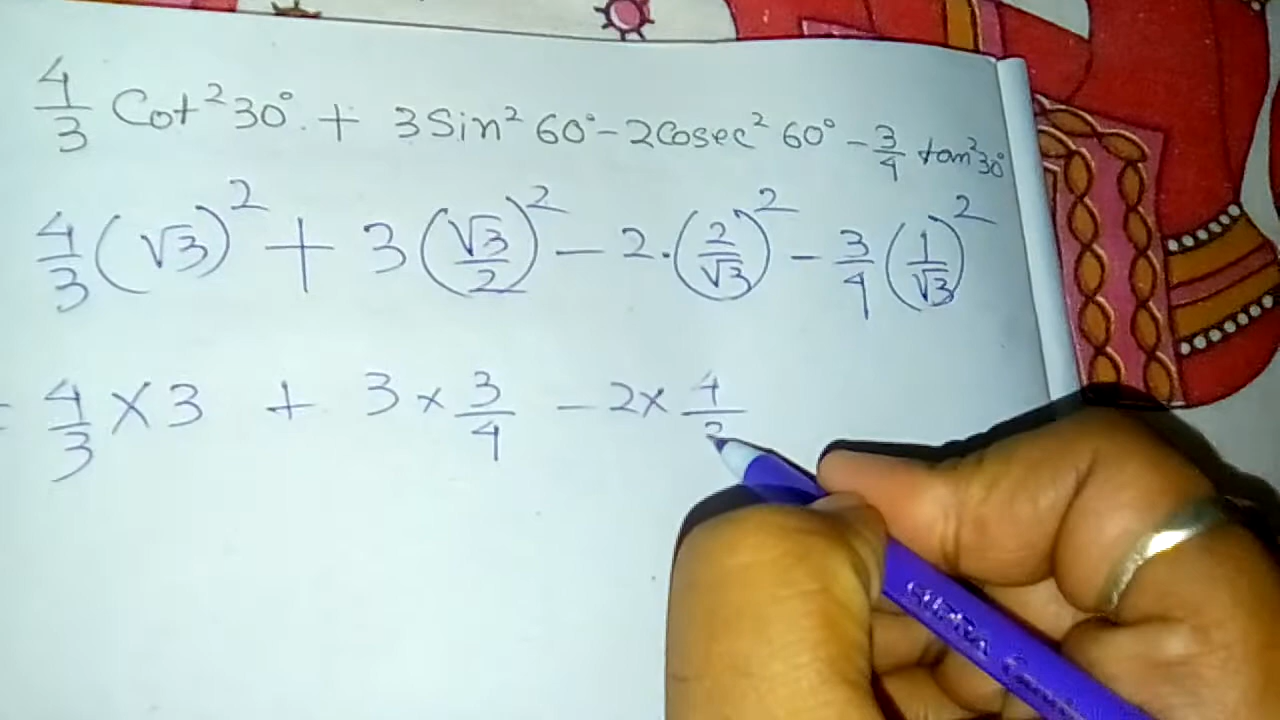 4/3 Cot²30° + 3Sin²60° - 2Cosec²60° - 3/4 tan²30°
4/3 (√3)² + 3 (√3/2)² - 2·(2/√3)² - 3/4 (1/√3)²
= 4/3 × 3 + 3 × 3/4 - 2 × 4/